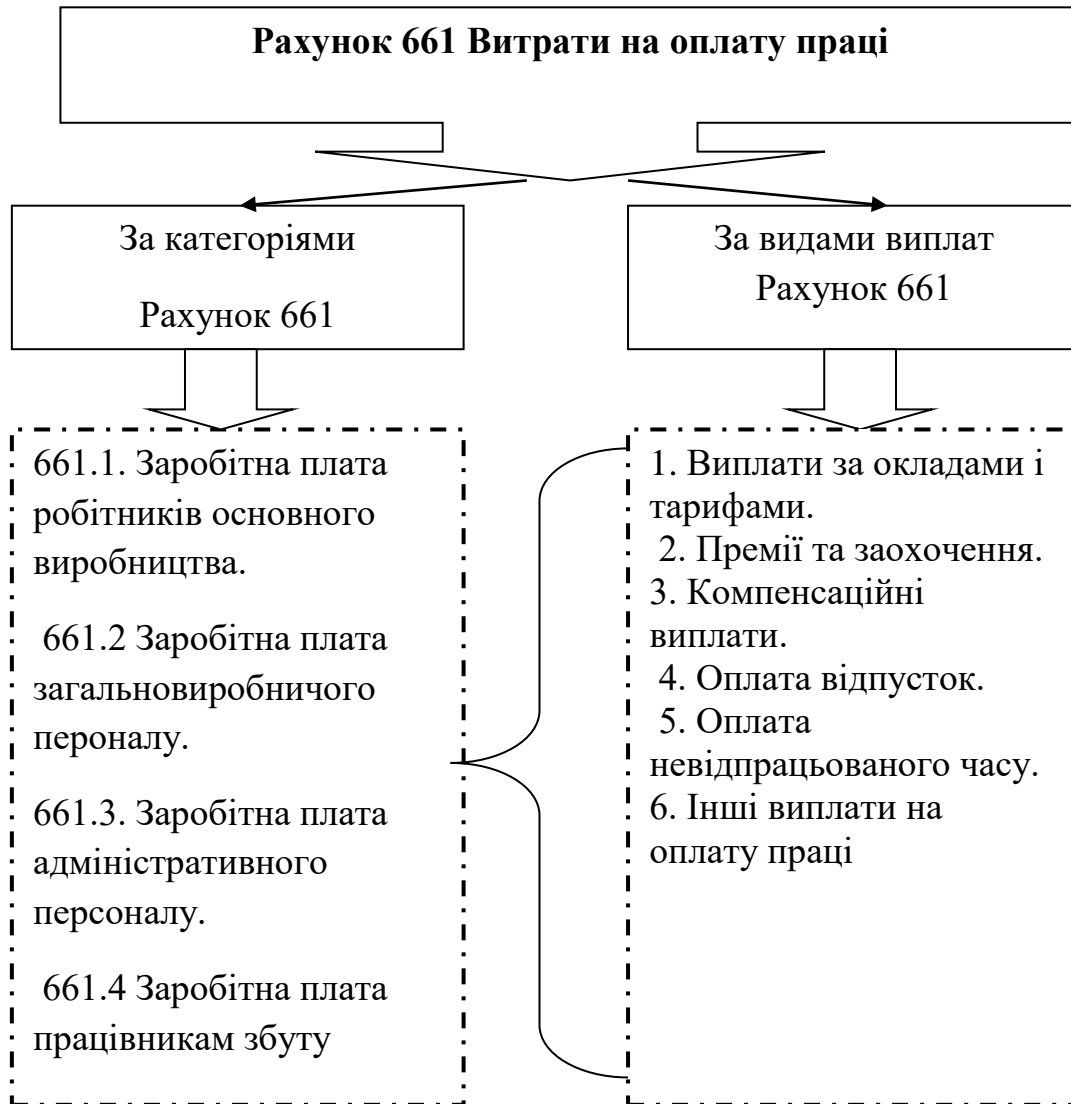 Рахунок 661 Витрати на оплату праці
За категоріями
Рахунок 661
За видами виплат
Рахунок 661
661.1. Заробітна плата
робітників основного
виробництва.
661.2 Заробітна плата
загальновиробничого
пероналу.
661.3. Заробітна плата
адміністративного
персоналу.
661.4 Заробітна плата
працівникам збуту
1. Виплати за окладами і
тарифами.
2. Премії та заохочення.
3. Компенсаційні
виплати.
4. Оплата відпусток.
5. Оплата
невідпрацьованого часу.
6. Інші виплати на
оплату праці